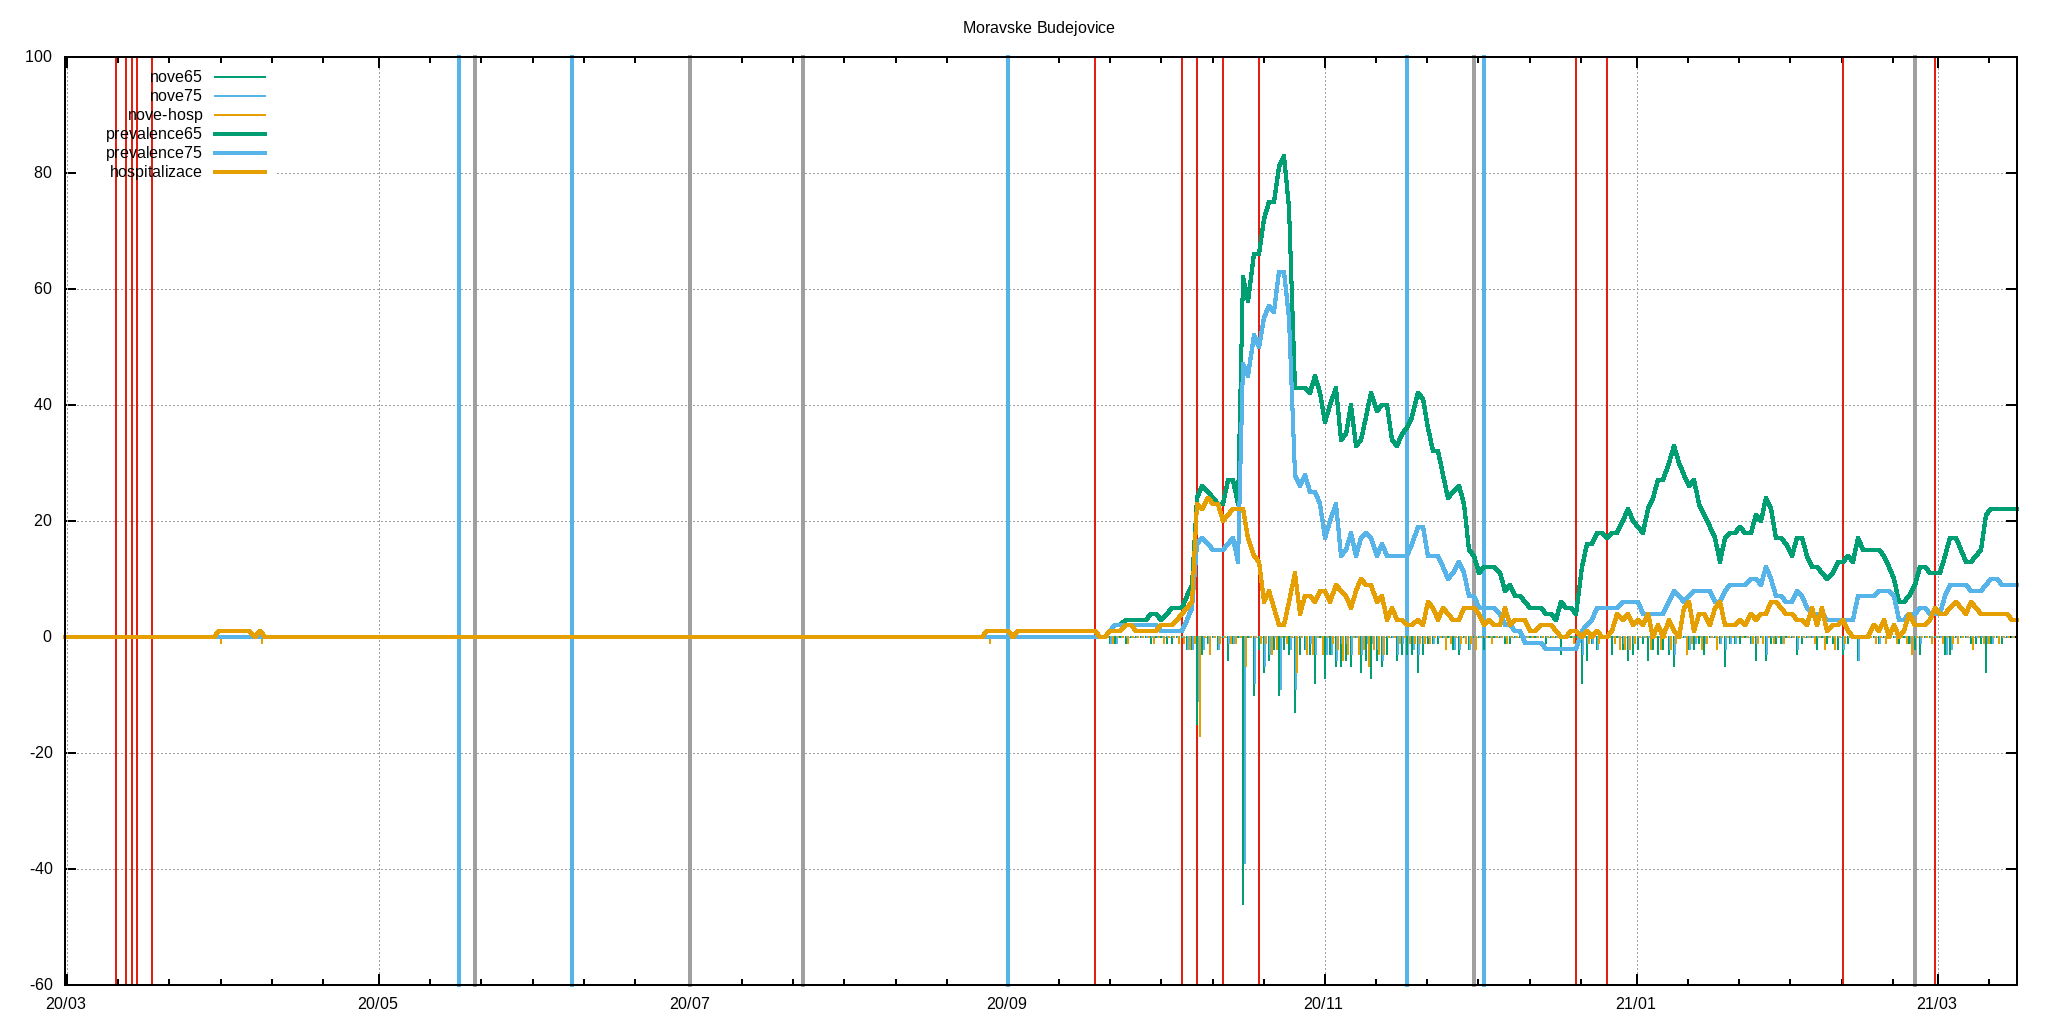 Moravske Budejovice
100
80
60
40
20
0
-20
-40
-60
nove65
nove75
nove-hosp
prevalence65
prevalence75
hospitalizace
20/03 20/05 20/07 20/09 20/11 21/01 21/03